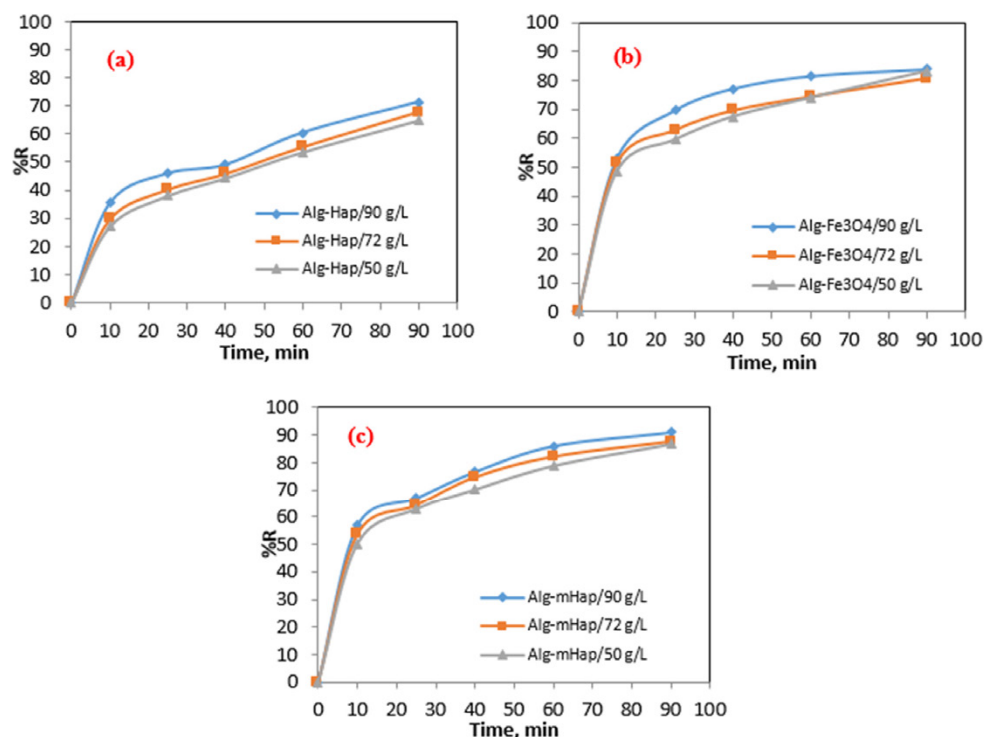 100
90
80
70
60
50
40
30
20
10
0
%R
(a)
Alg-Hap/90 g/L
Alg-Hap/72 g/L
Alg-Hap/50 g/L
0 10 20 30 40 50 60 70 80 90 100
Time, min
100
90
80
70
60
50
40
30
20
10
0
%R
(b)
Alg-Fe3O4/90 g/L
Alg-Fe3O4/72 g/L
Alg-Fe3O4/50 g/L
0 10 20 30 40 50 60 70 80 90 100
Time, min
100
90
80
70
60
50
40
30
20
10
0
%R
(c)
Alg-mHap/90 g/L
Alg-mHap/72 g/L
Alg-mHap/50 g/L
0 10 20 30 40 50 60 70 80 90 100
Time, min